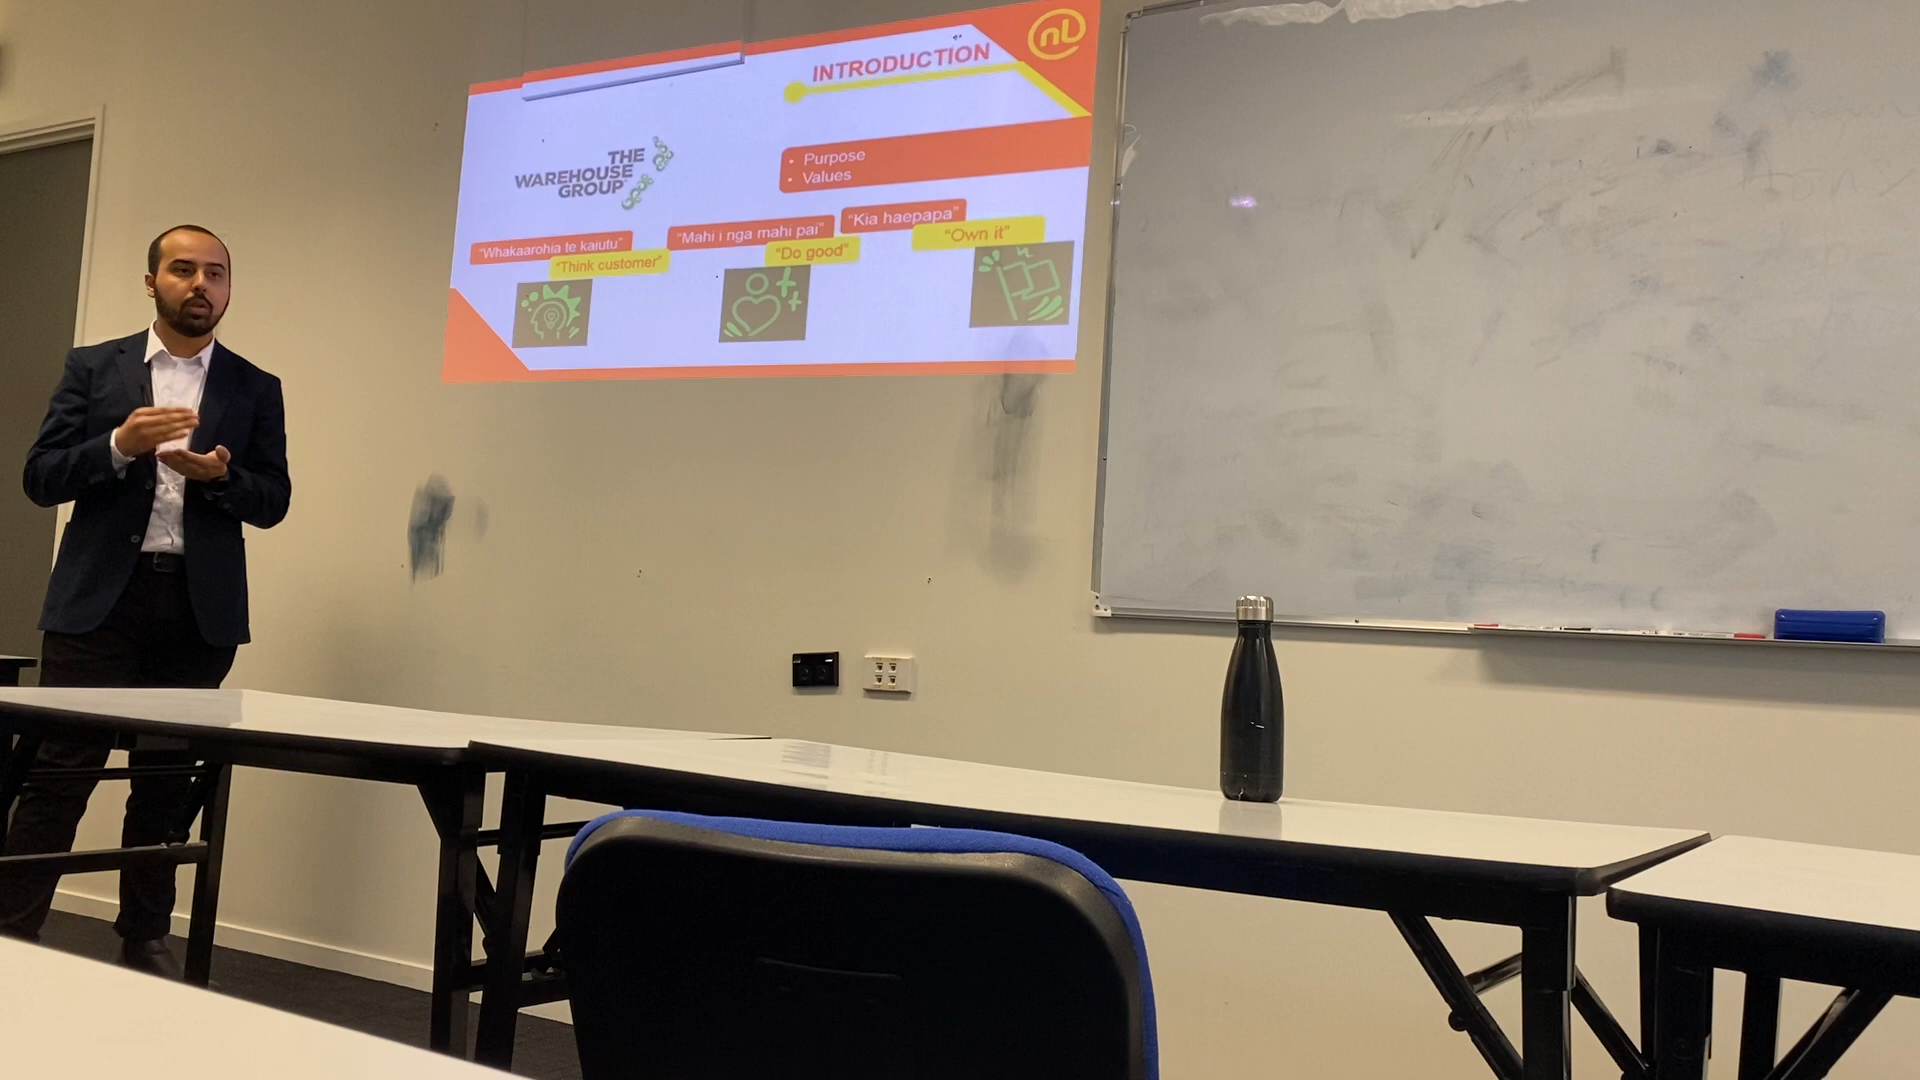 INTRODUCTION
THE
WAREHOUSE
GROUP
• Purpose
• Values
"Whakaarohia te kaiutu"
"Think customer"
"Mahi i nga mahi pai"
"Do good"
"Kia haepapa"
"Own it"